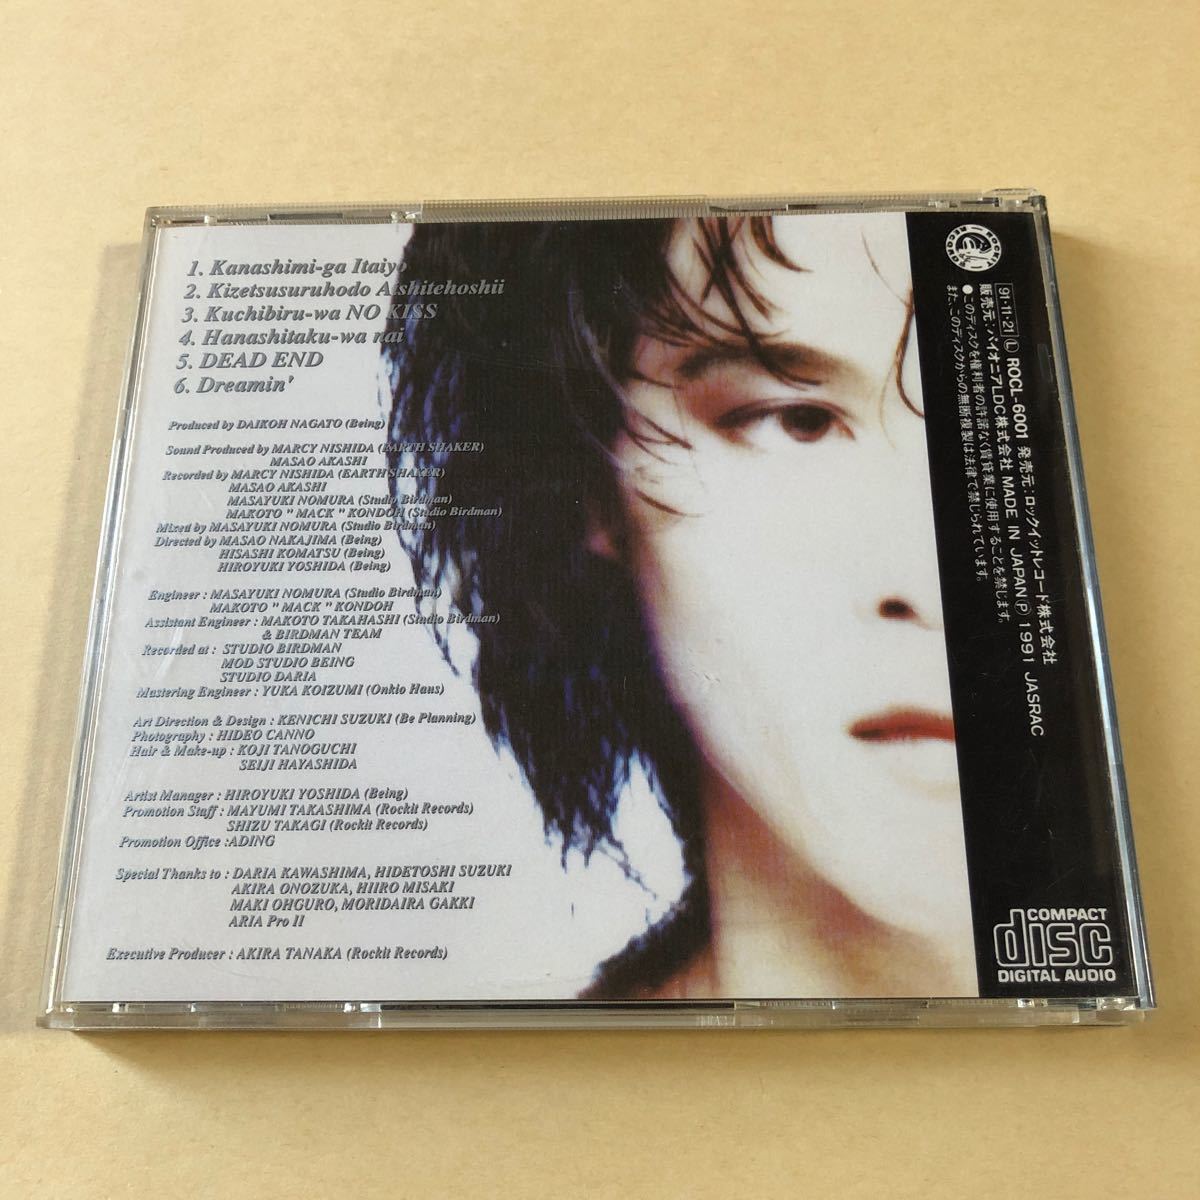 1. Kanashimi-ga Itaiyo
2. Kizetsusuruhodo Aishitehoshii
3. Kuchibiru-wa NO KISS
4. Hanashitaku-wa nai
5. DEAD END
6. Dreamin'
Produced by DAIKOH NAGATO (Being)
Sound Produced by MARCY NISHIDA (EARTH SHAKER)
MASAO AKASHI
Recorded by MARCY NISHIDA (EARTH SHAKER)
MASAO AKASHI
MASAYUKI NOMURA (Studio Birdman)
MAKOTO "MACK" KONDOH (Studio Birdman)
Mixed by MASAYUKI NOMURA (Studio Birdman)
Directed by MASAO NAKAJIMA (Being)
HISASHI KOMATSU (Being)
HIROYUKI YOSHIDA (Being)
Engineer : MASAYUKI NOMURA (Studio Birdman)
MAKOTO " MACK " KONDOH
Assistant Engineer : MAKOTO TAKAHASHI (Studio Birdman)
& BIRDMAN TEAM
Recorded at : STUDIO BIRDMAN
MOD STUDIO BEING
STUDIO DARIA
Mastering Engineer : YUKA KOIZUMI (Onkio Haus)
Art Direction & Design : KENICHI SUZUKI (Be Planning)
Photography : HIDEO CANNO
Hair & Make-up : KOJI TANOGUCHI
SEIJI HAYASHIDA
Artist Manager : HIROYUKI YOSHIDA (Being)
Promotion Staff : MAYUMI TAKASHIMA (Rockit Records)
SHIZU TAKAGI (Rockit Records)
Promotion Office :ADING
Special Thanks to : DARIA KAWASHIMA, HIDETOSHI SUZUKI
AKIRA ONOZUKA, HIIRO MISAKI
MAKI OHGURO, MORIDAIRA GAKKI
ARIA Pro II
Executive Producer : AKIRA TANAKA (Rockit Records)
91·11·21 Ⓛ ROCL-6001 発売元:ロックイットレコード株式会社
販売元:パイオニアLDC株式会社 MADE IN JAPAN Ⓟ 1991 JASRAC
●このディスクを権利者の許諾なく賃貸業に使用することを禁じます。
また、このディスクからの無断複製は法律で禁じられています。
COMPACT
disc
DIGITAL AUDIO